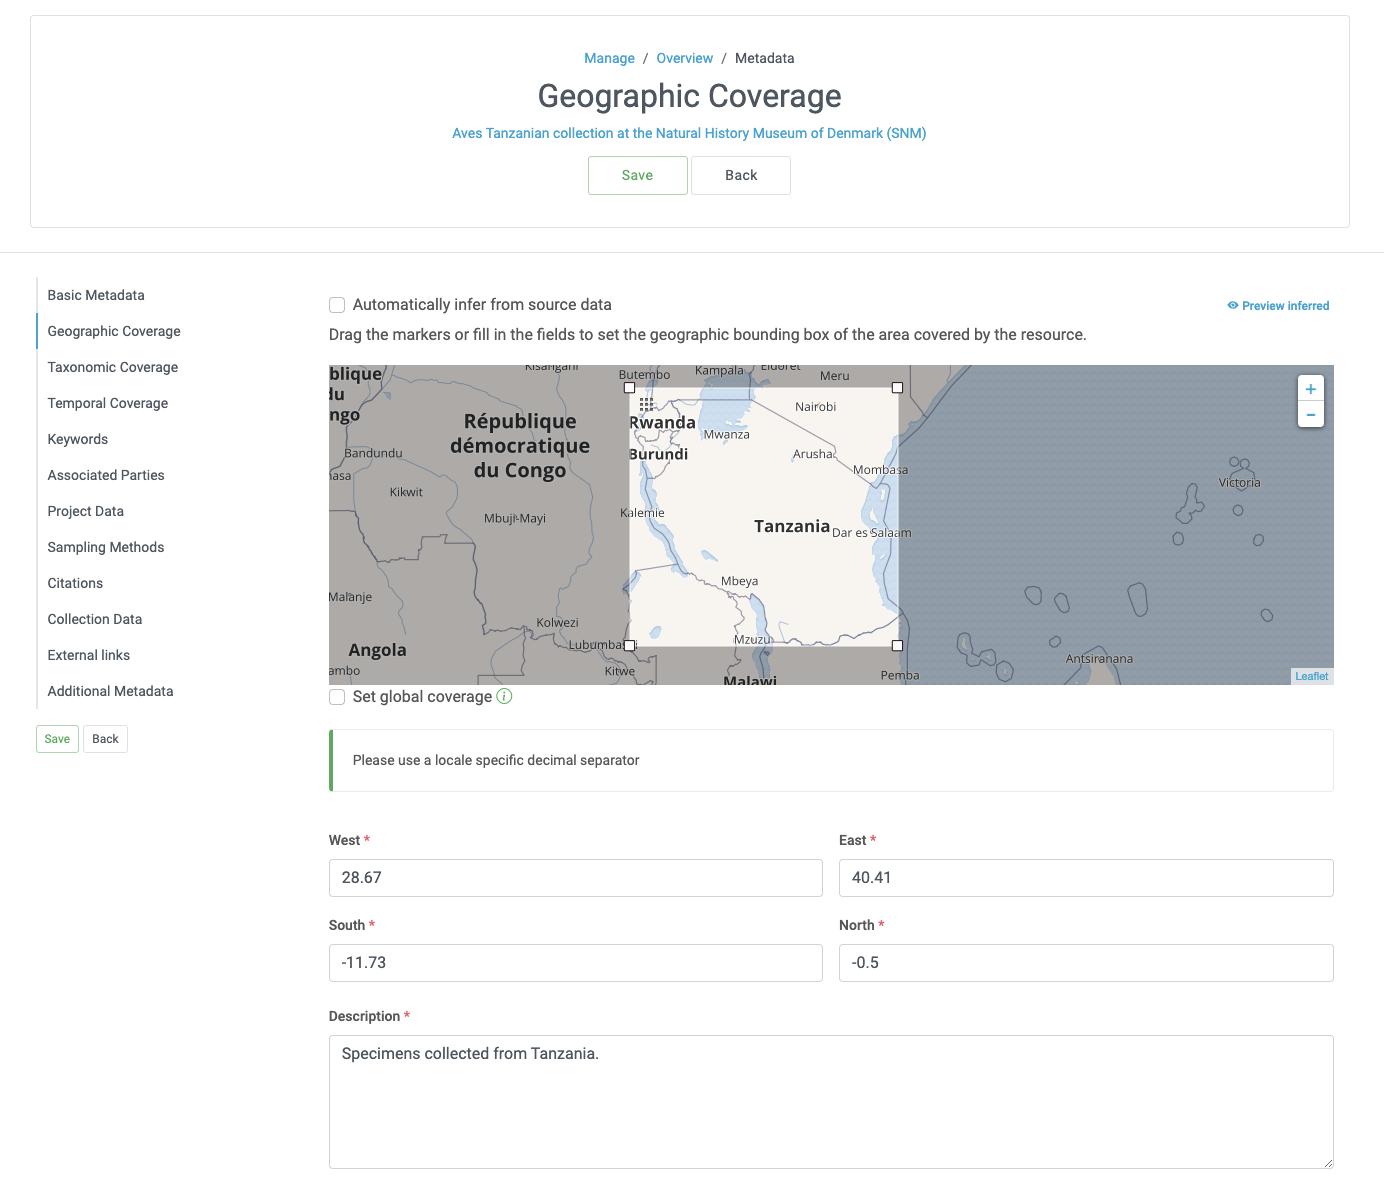 Manage / Overview / Metadata
Geographic Coverage
Aves Tanzanian collection at the Natural History Museum of Denmark (SNM)
Save
Back
Basic Metadata
Geographic Coverage
Taxonomic Coverage
Temporal Coverage
Keywords
Associated Parties
Project Data
Sampling Methods
Citations
Collection Data
External links
Additional Metadata
Save
Back
Automatically infer from source data
Preview inferred
Drag the markers or fill in the fields to set the geographic bounding box of the area covered by the resource.
blique
du
ngo
Kisangani
Butembo
Kampala
Eldoret
Meru
République
démocratique
du Congo
Rwanda
Nairobi
Mwanza
Bandundu
Burundi
Arusha
Mombasa
nasa
Victoria
Kikwit
Kalemie
Mbuji-Mayi
Tanzania
Dar es Salaam
Mbeya
Malanje
Kolwezi
Lubumbas
Mzuzu
Angola
Antsiranana
ambo
Kitwe
Malawi
Pemba
+
−
Leaflet
Set global coverage
Please use a locale specific decimal separator
West *
28.67
East *
40.41
South *
-11.73
North *
-0.5
Description *
Specimens collected from Tanzania.